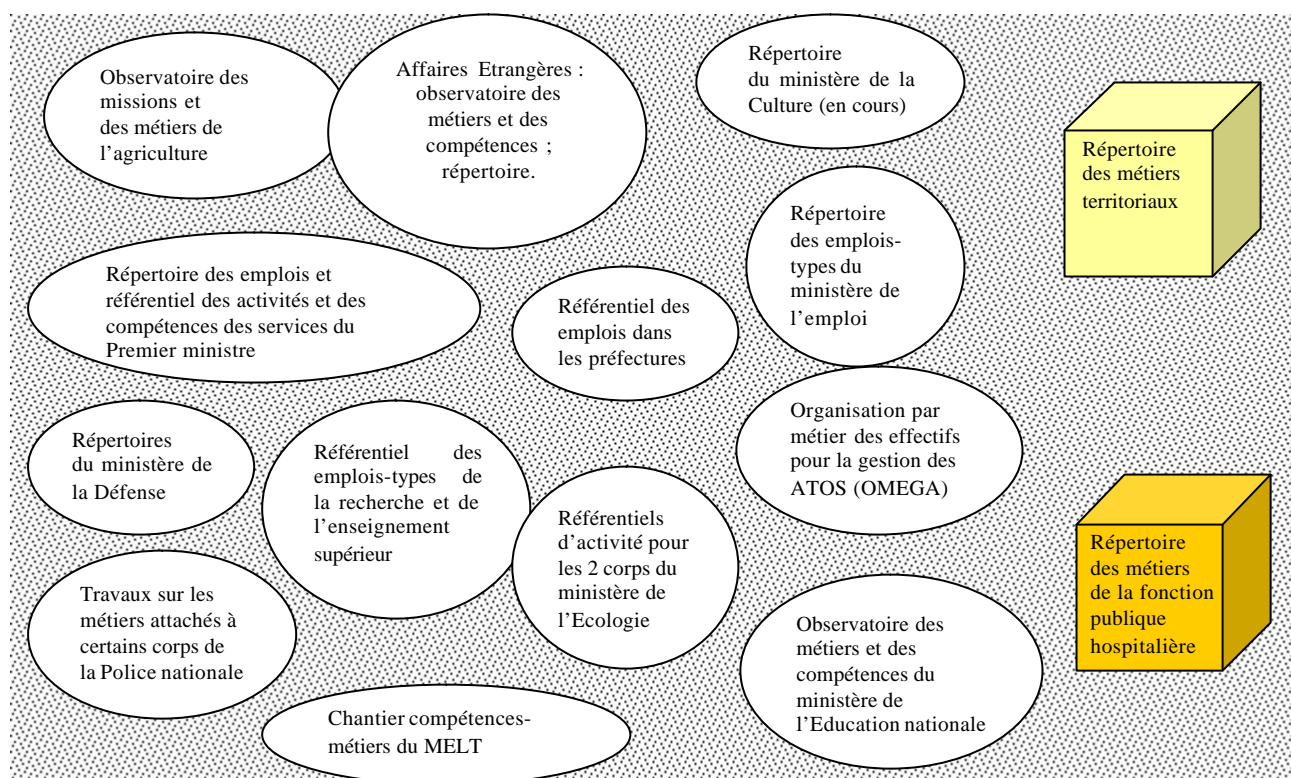 Observatoire des
missions et
des métiers de
l'agriculture
Affaires Etrangères :
observatoire des
métiers et des
compétences ;
répertoire.
Répertoire
du ministère de la
Culture (en cours)
Répertoire
des métiers
territoriaux
Répertoire
des emplois-
types du
ministère de
l'emploi
Répertoire des emplois et
référentiel des activités et des
compétences des services du
Premier ministre
Référentiel des
emplois dans
les préfectures
Organisation par
métier des effectifs
pour la gestion des
ATOS (OMEGA)
Répertoires
du ministère de
la Défense
Référentiel des
emplois-types de
la recherche et de
l'enseignement
supérieur
Référentiels
d'activité pour
les 2 corps du
ministère de
l'Ecologie
Répertoire
des métiers
de la fonction
publique
hospitalière
Travaux sur les
métiers attachés à
certains corps de
la Police nationale
Observatoire des
métiers et des
compétences du
ministère de
l'Education nationale
Chantier compétences-
métiers du MELT